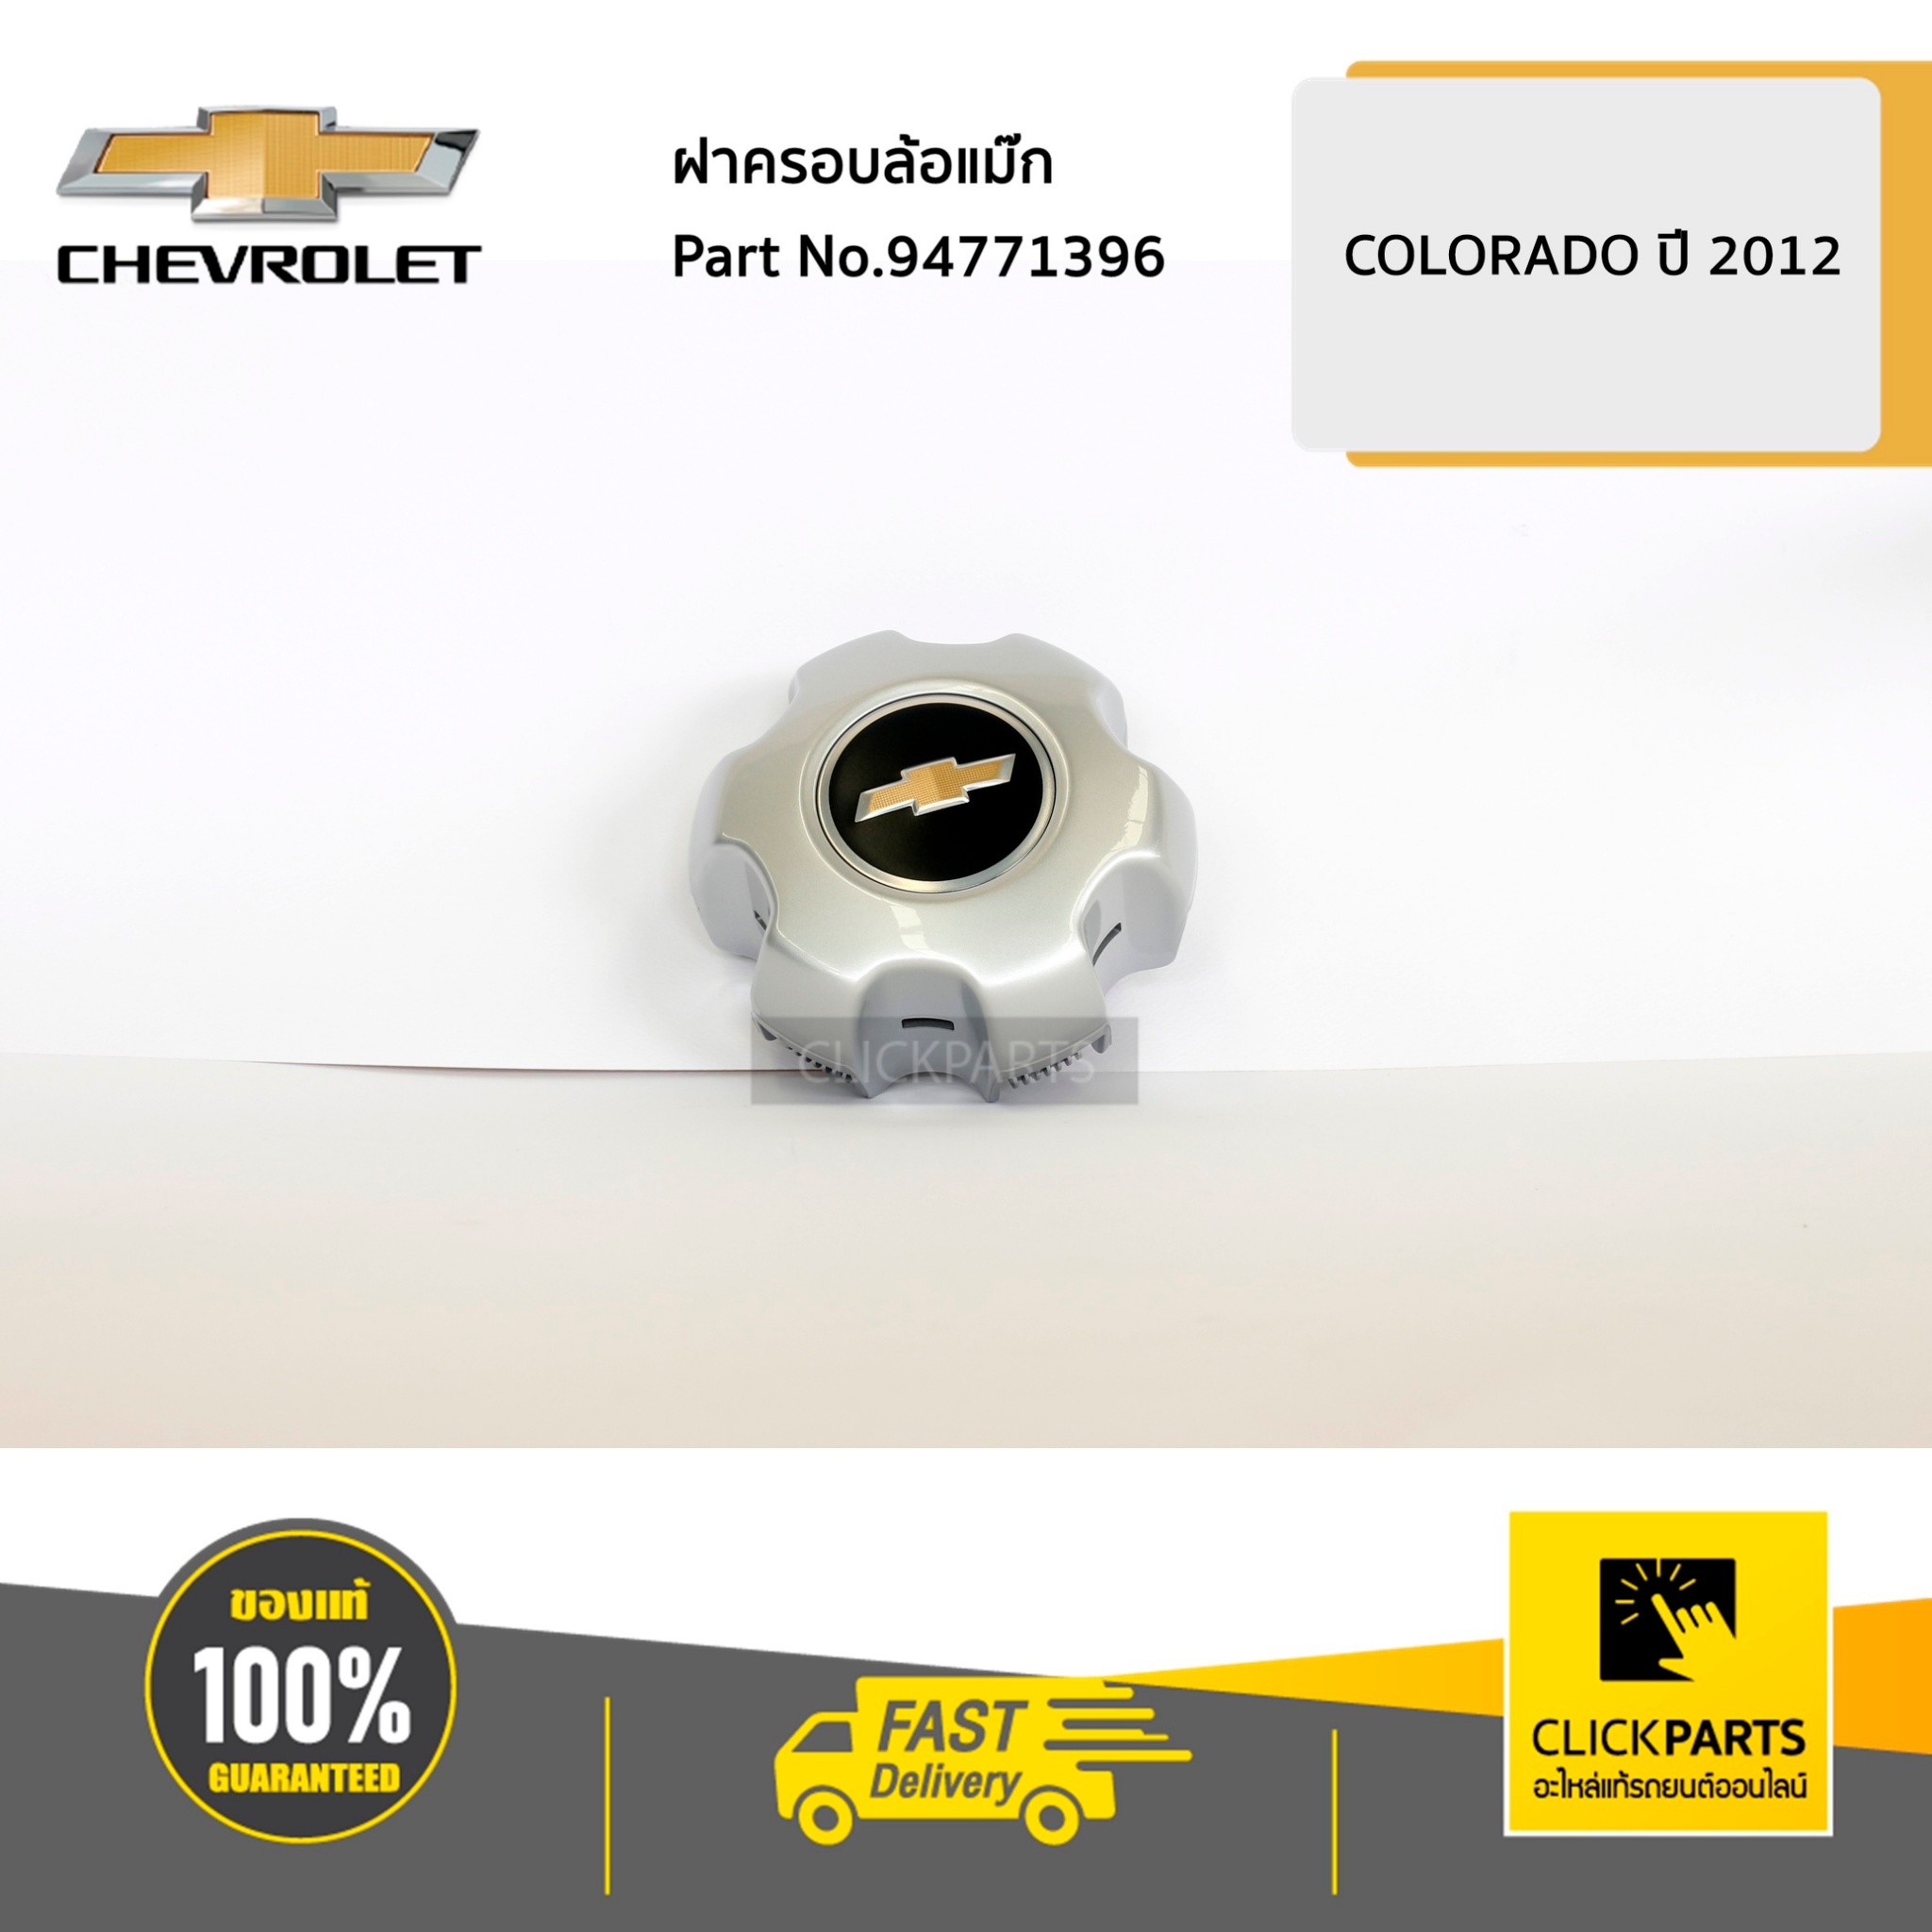 CHEVROLET
ฝาครอบล้อแม๊ก
Part No.94771396
COLORADO ปี 2012
CLICKPARTS
ของแท้
100%
GUARANTEED
FAST
Delivery
CLICKPARTS
อะไหล่แท้รถยนต์ออนไลน์